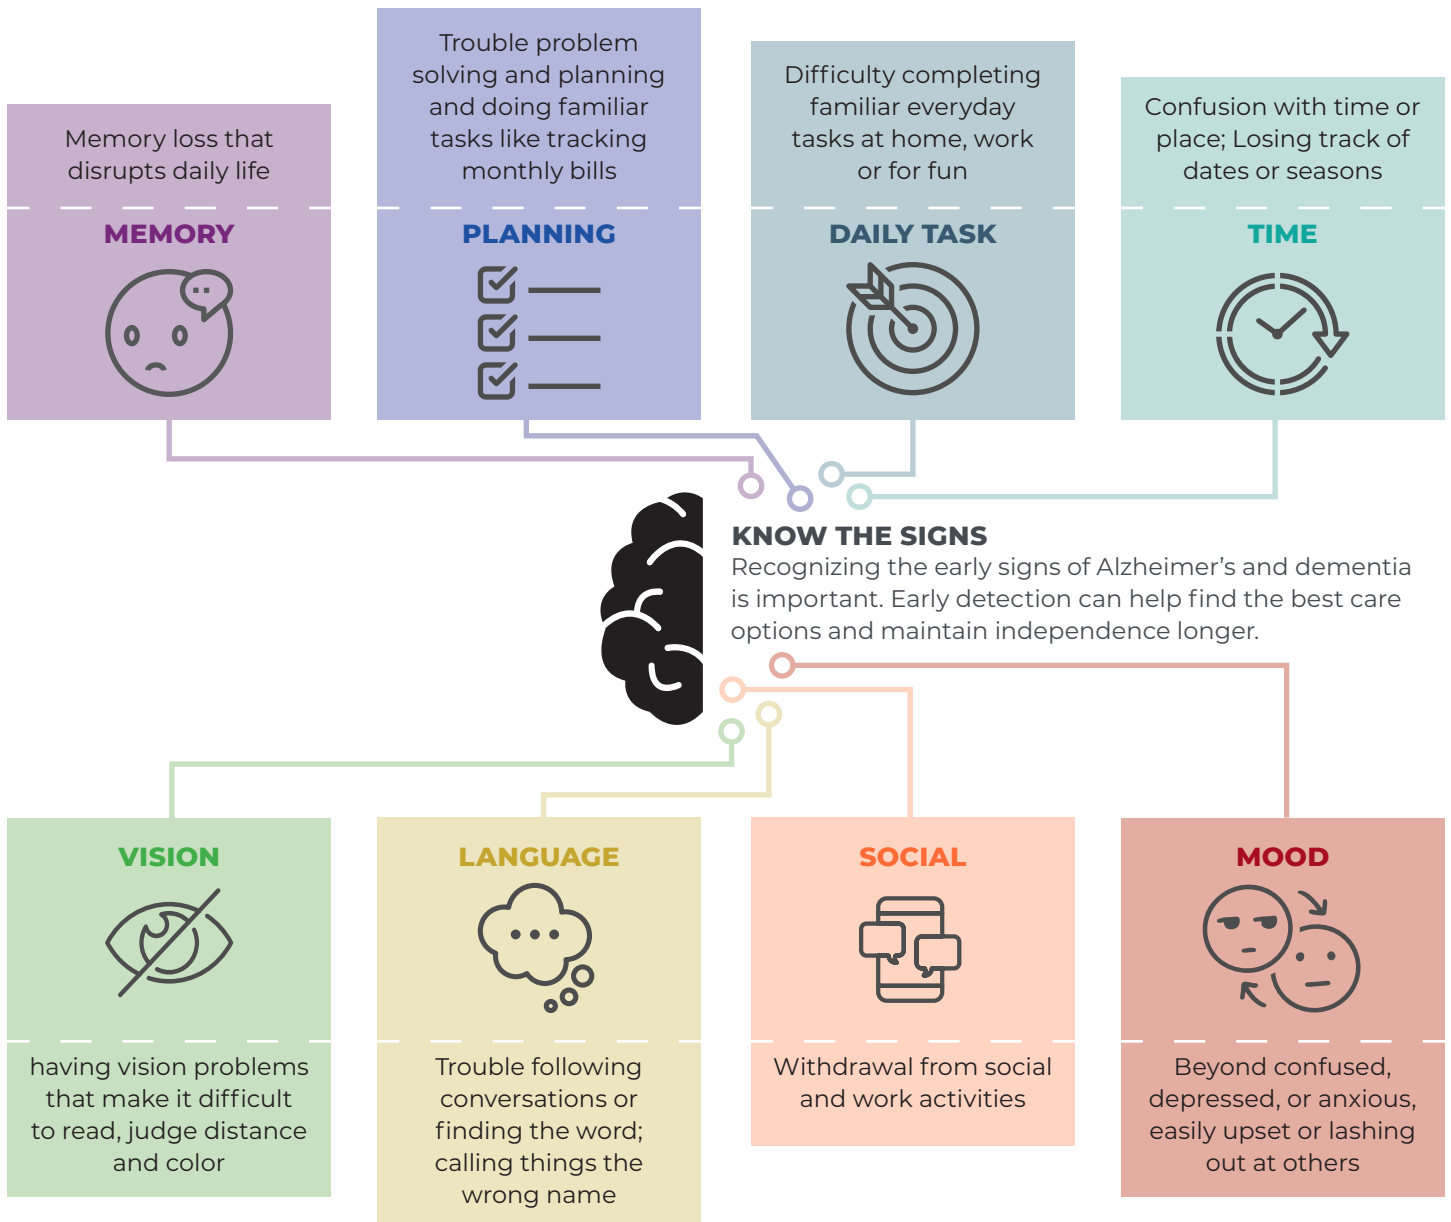 Memory loss that
disrupts daily life
MEMORY
Trouble problem
solving and planning
and doing familiar
tasks like tracking
monthly bills
PLANNING
Difficulty completing
familiar everyday
tasks at home, work
or for fun
DAILY TASK
Confusion with time or
place; Losing track of
dates or seasons
TIME
KNOW THE SIGNS
Recognizing the early signs of Alzheimer’s and dementia
is important. Early detection can help find the best care
options and maintain independence longer.
VISION
having vision problems
that make it difficult
to read, judge distance
and color
LANGUAGE
Trouble following
conversations or
finding the word;
calling things the
wrong name
SOCIAL
Withdrawal from social
and work activities
MOOD
Beyond confused,
depressed, or anxious,
easily upset or lashing
out at others